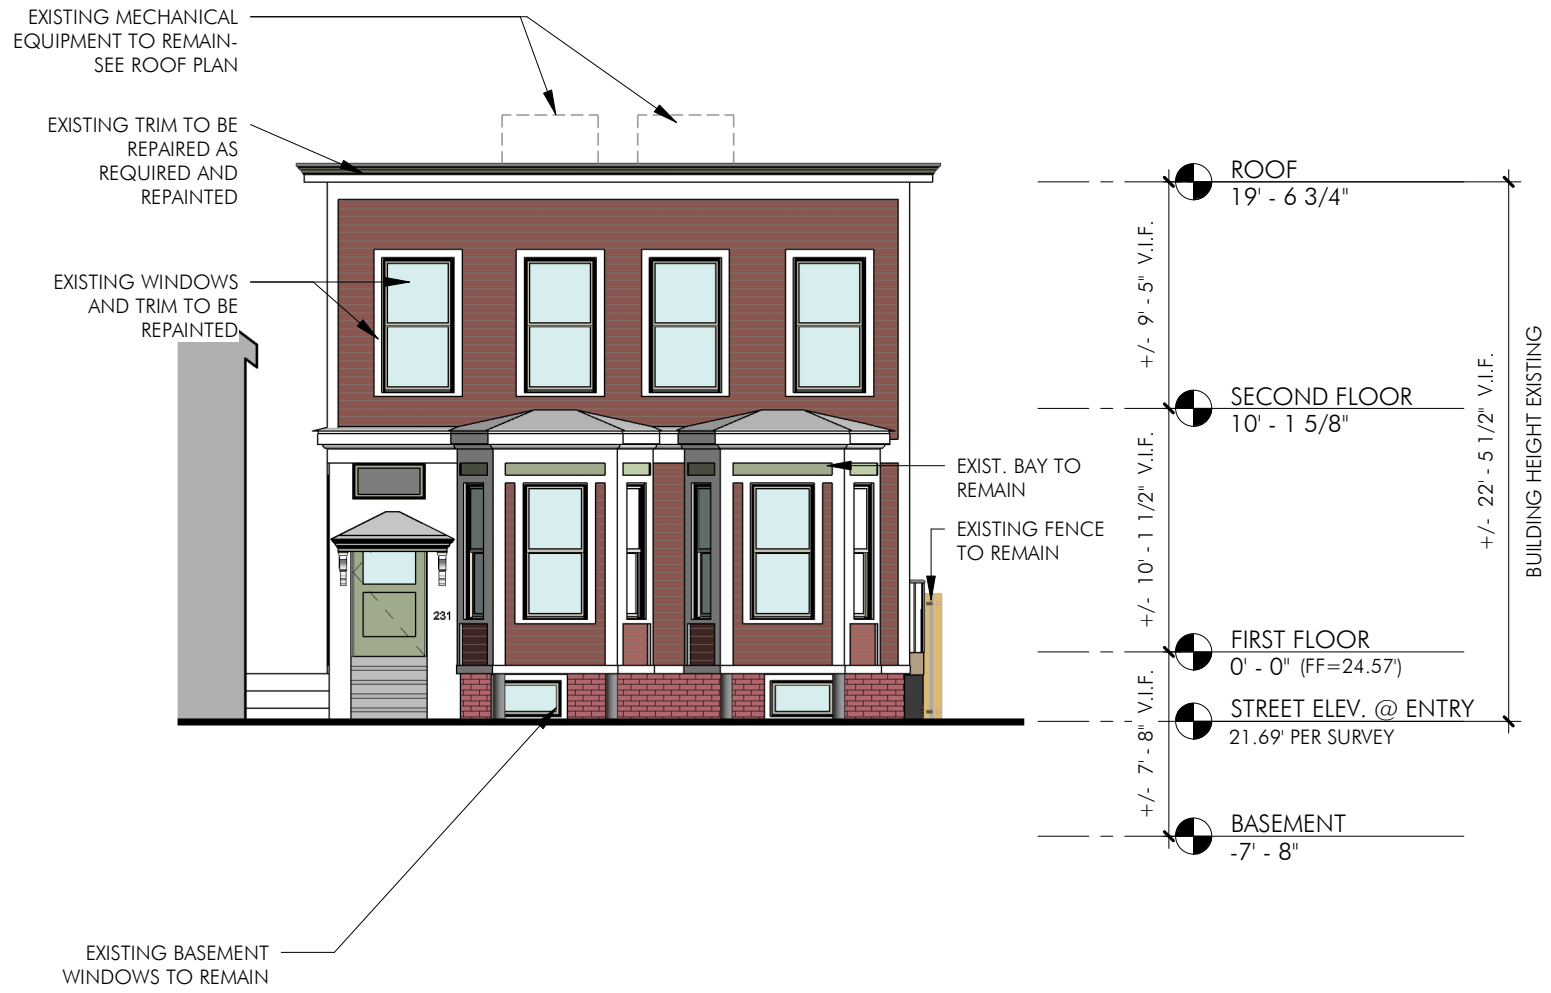 EXISTING MECHANICAL
EQUIPMENT TO REMAIN-
SEE ROOF PLAN
EXISTING TRIM TO BE
REPAIRED AS
REQUIRED AND
REPAINTED
EXISTING WINDOWS
AND TRIM TO BE
REPAINTED
EXIST. BAY TO
REMAIN
EXISTING FENCE
TO REMAIN
231
EXISTING BASEMENT
WINDOWS TO REMAIN
ROOF
19' - 6 3/4"
+/- 9' - 5" V.I.F.
SECOND FLOOR
10' - 1 5/8"
+/- 10' - 1 1/2" V.I.F.
FIRST FLOOR
0' - 0" (FF=24.57')
STREET ELEV. @ ENTRY
21.69' PER SURVEY
+/- 7' - 8" V.I.F.
BASEMENT
-7' - 8"
+/- 22' - 5 1/2" V.I.F.
BUILDING HEIGHT EXISTING